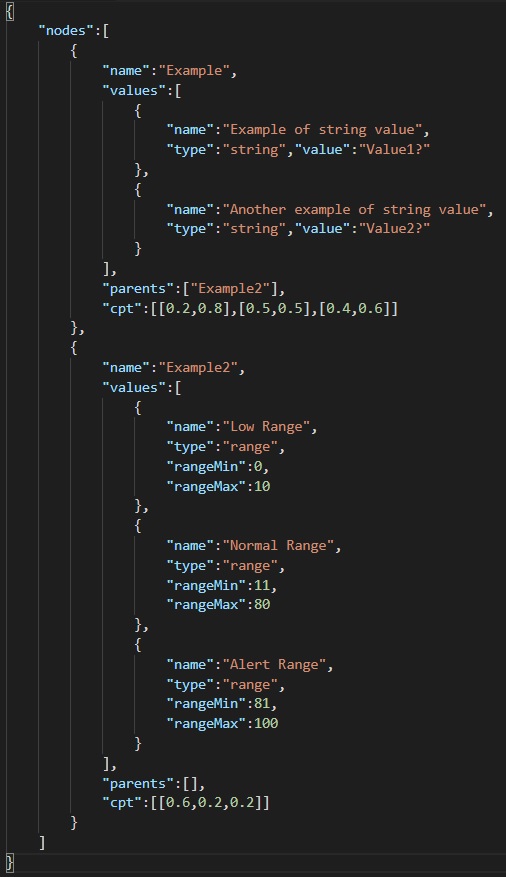 {
"nodes":[
{
"name":"Example",
"values":[
{
"name":"Example of string value",
"type":"string","value":"Value1?"
},
{
"name":"Another example of string value",
"type":"string","value":"Value2?"
}
],
"parents":["Example2"],
"cpt":[[0.2,0.8],[0.5,0.5],[0.4,0.6]]
},
{
"name":"Example2",
"values":[
{
"name":"Low Range",
"type":"range",
"rangeMin":0,
"rangeMax":10
},
{
"name":"Normal Range",
"type":"range",
"rangeMin":11,
"rangeMax":80
},
{
"name":"Alert Range",
"type":"range",
"rangeMin":81,
"rangeMax":100
}
],
"parents":[],
"cpt":[[0.6,0.2,0.2]]
}
]
}